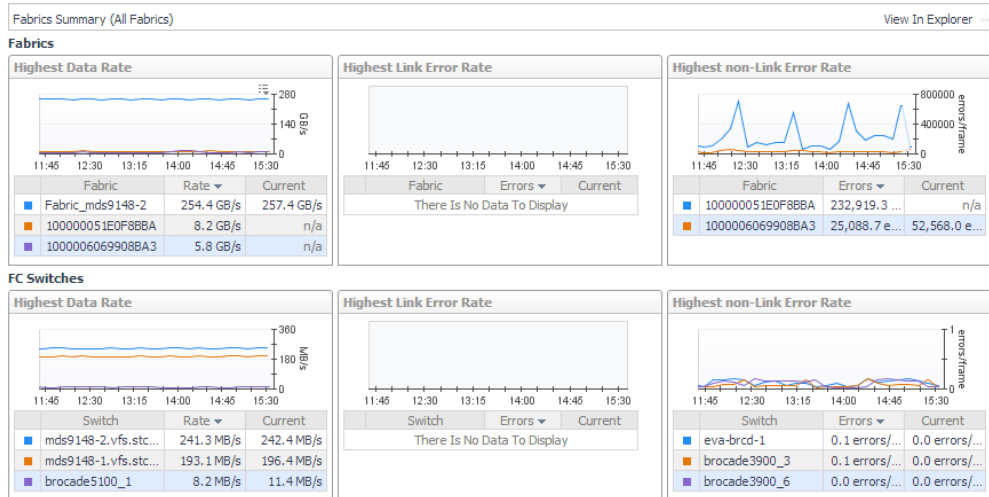 Fabrics Summary (All Fabrics) View In Explorer
Fabrics
Highest Data Rate
280
140
0
GB/s
11:45 12:30 13:15 14:00 14:45 15:30
Fabric Rate Current
Fabric_mds9148-2 254.4 GB/s 257.4 GB/s
100000051E0F8BBA 8.2 GB/s n/a
1000006069908BA3 5.8 GB/s n/a
Highest Link Error Rate
11:45 12:30 13:15 14:00 14:45 15:30
Fabric Errors Current
There Is No Data To Display
Highest non-Link Error Rate
800000
400000
0
errors/frame
11:45 12:30 13:15 14:00 14:45 15:30
Fabric Errors Current
100000051E0F8BBA 232,919.3 ... n/a
1000006069908BA3 25,088.7 e... 52,568.0 e...
FC Switches
Highest Data Rate
360
180
0
MB/s
11:45 12:30 13:15 14:00 14:45 15:30
Switch Rate Current
mds9148-2.vfs.stc... 241.3 MB/s 242.4 MB/s
mds9148-1.vfs.stc... 193.1 MB/s 196.4 MB/s
brocade5100_1 8.2 MB/s 11.4 MB/s
Highest Link Error Rate
11:45 12:30 13:15 14:00 14:45 15:30
Switch Errors Current
There Is No Data To Display
Highest non-Link Error Rate
1
0
errors/frame
11:45 12:30 13:15 14:00 14:45 15:30
Switch Errors Current
eva-brcd-1 0.1 errors/... 0.0 errors/...
brocade3900_3 0.1 errors/... 0.0 errors/...
brocade3900_6 0.0 errors/... 0.0 errors/...